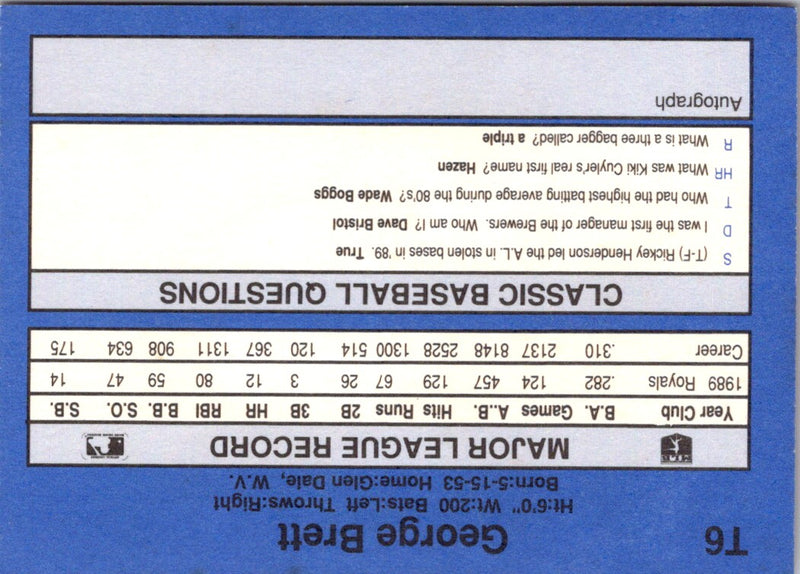 T6
George Brett
Ht:6'0" Wt:200 Bats:Left Throws:Right
Born:5-15-53 Home:Glen Dale, W.V.
MAJOR LEAGUE RECORD
Year Club B.A. Games A..B. Hits Runs 2B 3B HR RBI B.B. S.O. S.B.
1989 Royals .282 124 457 129 67 26 3 12 80 59 47 14
Career .310 2137 8148 2528 1300 514 120 367 1311 908 634 175
CLASSIC BASEBALL QUESTIONS
S (T-F) Rickey Henderson led the A.L. in stolen bases in '89. True
D I was the first manager of the Brewers. Who am I? Dave Bristol
T Who had the highest batting average during the 80's? Wade Boggs
HR What was Kiki Cuyler's real first name? Hazen
R What is a three bagger called? a triple
Autograph